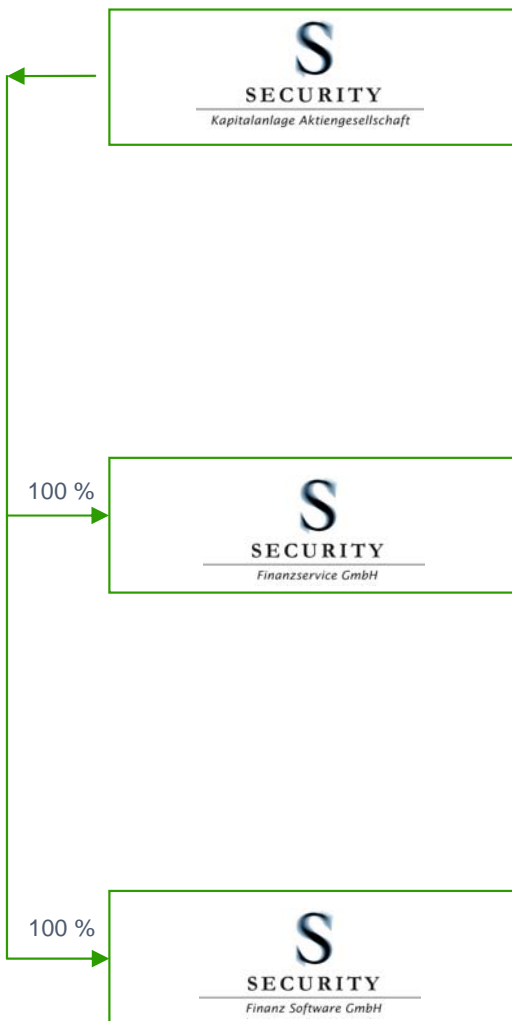 S
SECURITY
Kapitalanlage Aktiengesellschaft
100 %
S
SECURITY
Finanzservice GmbH
100 %
S
SECURITY
Finanz Software GmbH